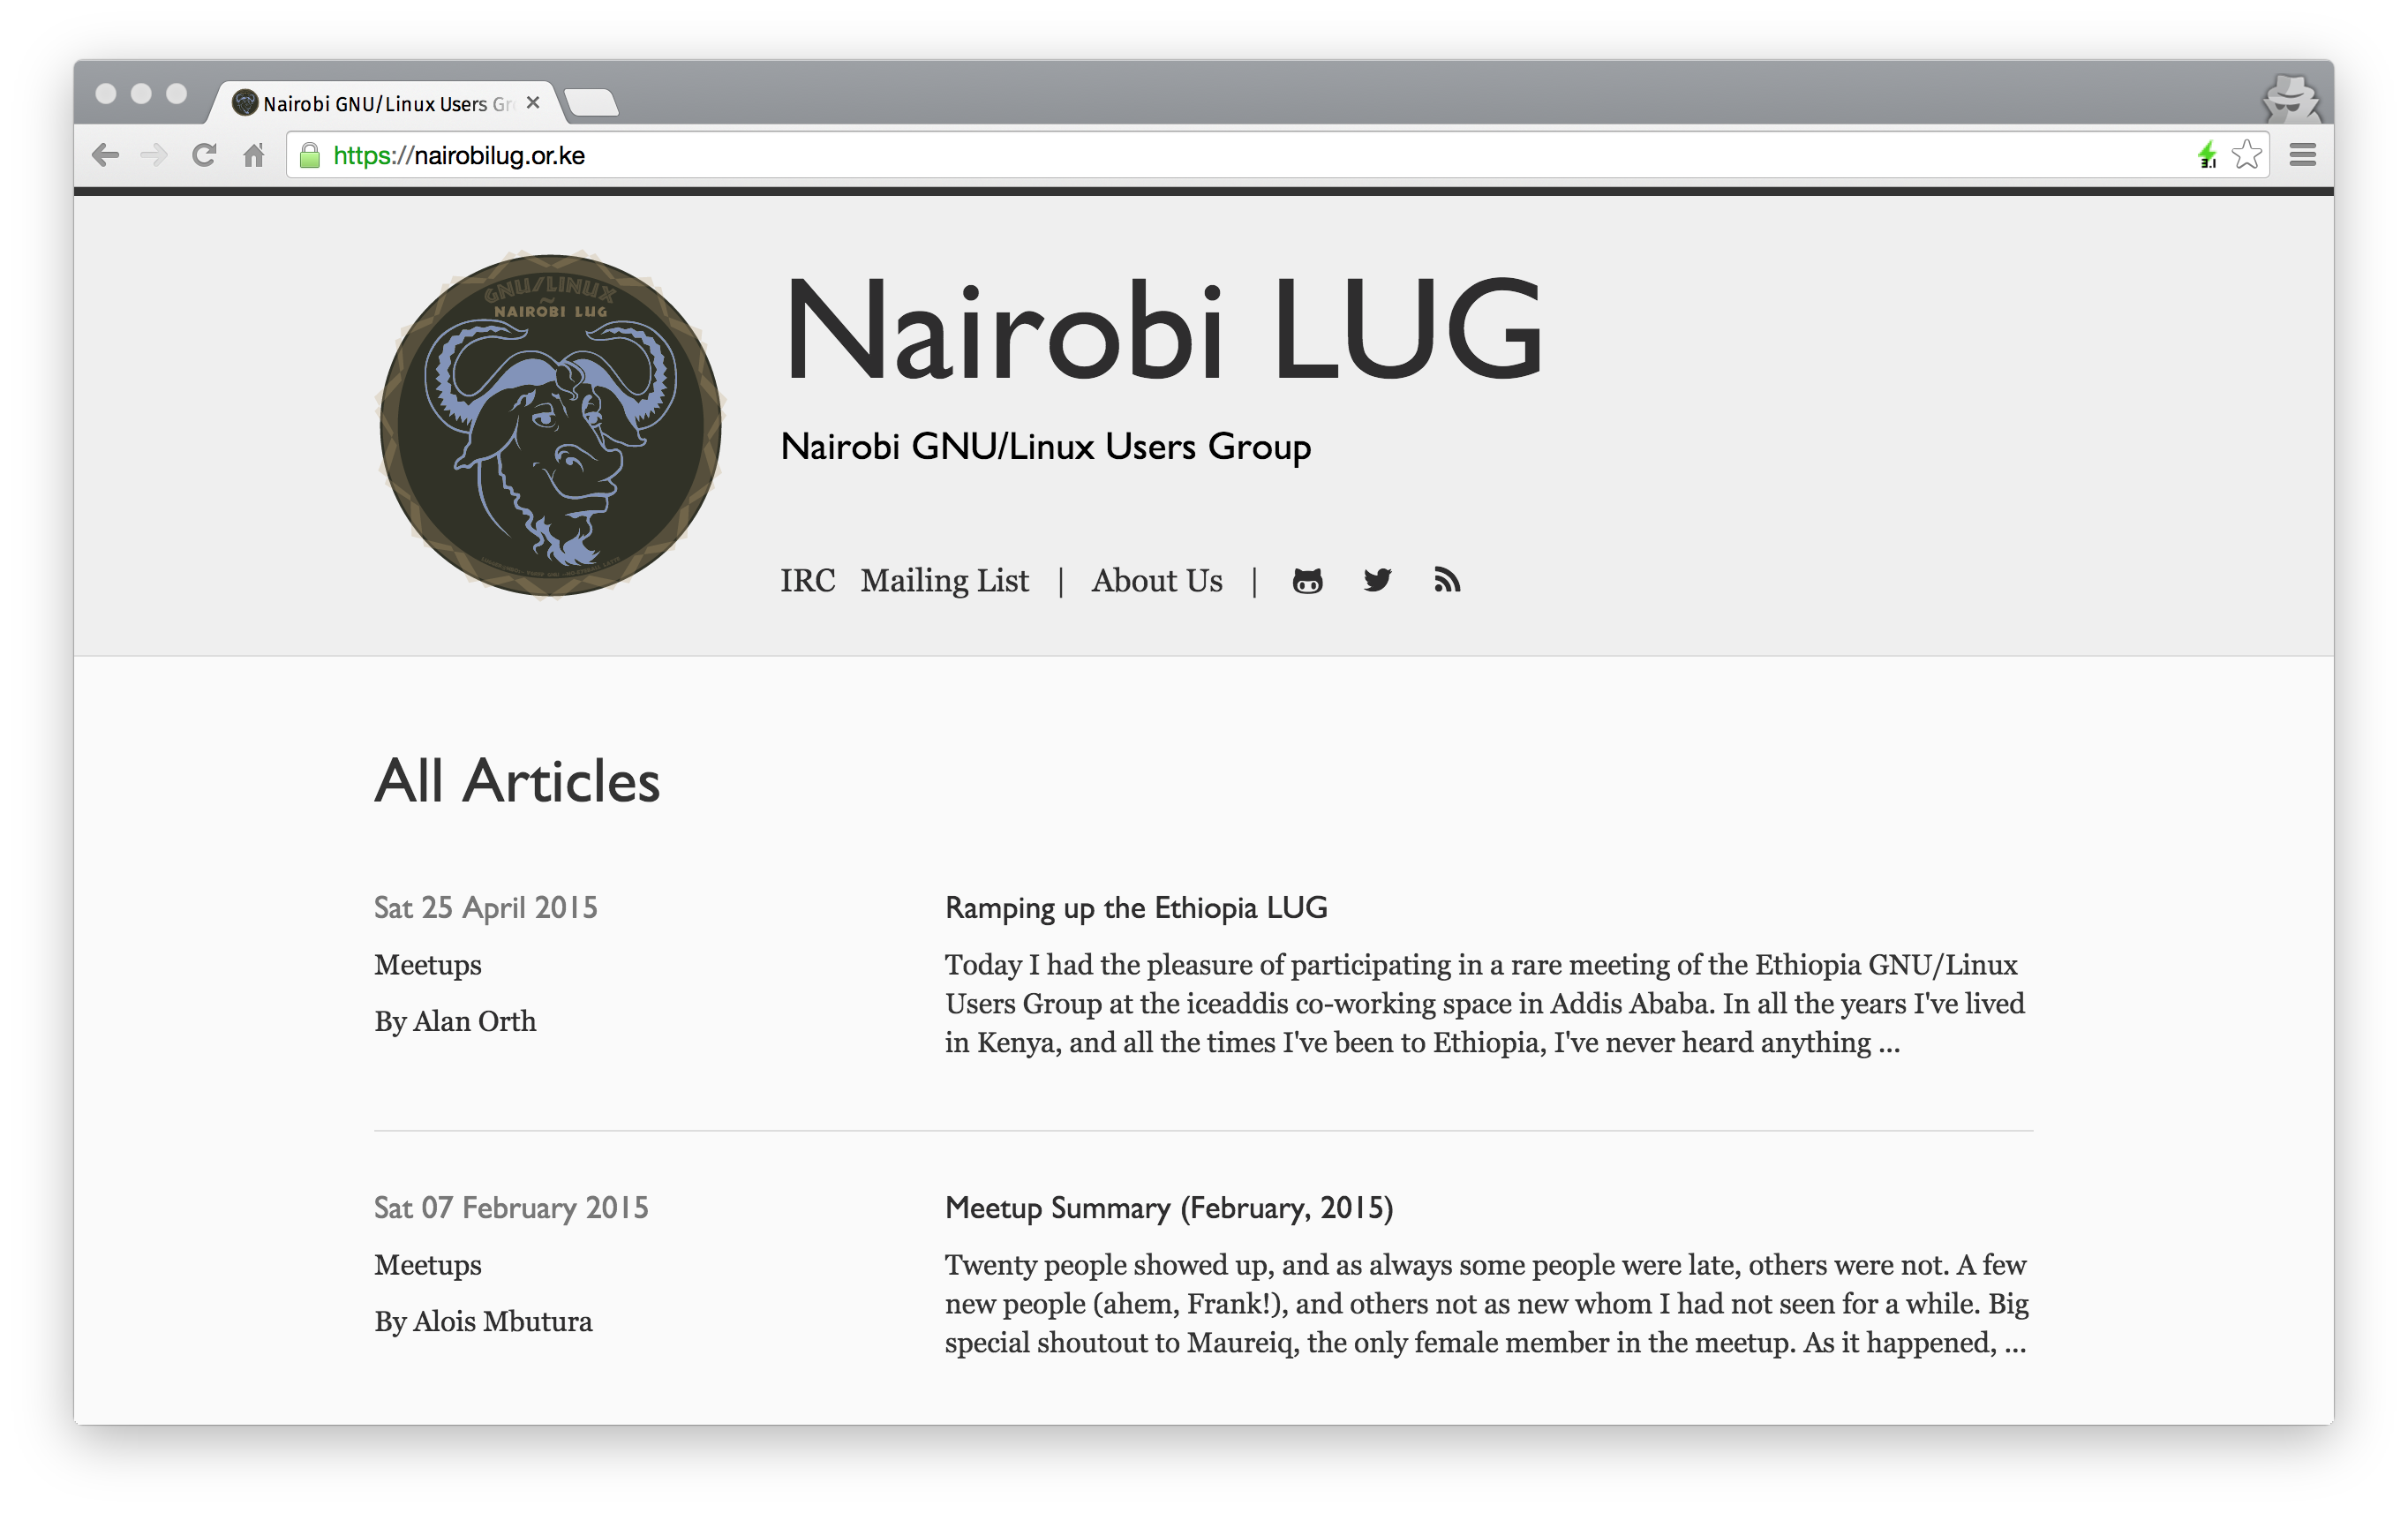 Nairobi GNU/Linux Users Gr
https://nairobilug.or.ke
3.1
GNU/LINUX
~
NAIROBI LUG
Nairobi LUG
Nairobi GNU/Linux Users Group
IRC Mailing List | About Us |
All Articles
Sat 25 April 2015
Meetups
By Alan Orth
Ramping up the Ethiopia LUG
Today I had the pleasure of participating in a rare meeting of the Ethiopia GNU/Linux
Users Group at the iceaddis co-working space in Addis Ababa. In all the years I've lived
in Kenya, and all the times I've been to Ethiopia, I've never heard anything ...
Sat 07 February 2015
Meetups
By Alois Mbutura
Meetup Summary (February, 2015)
Twenty people showed up, and as always some people were late, others were not. A few
new people (ahem, Frank!), and others not as new whom I had not seen for a while. Big
special shoutout to Maureiq, the only female member in the meetup. As it happened, ...